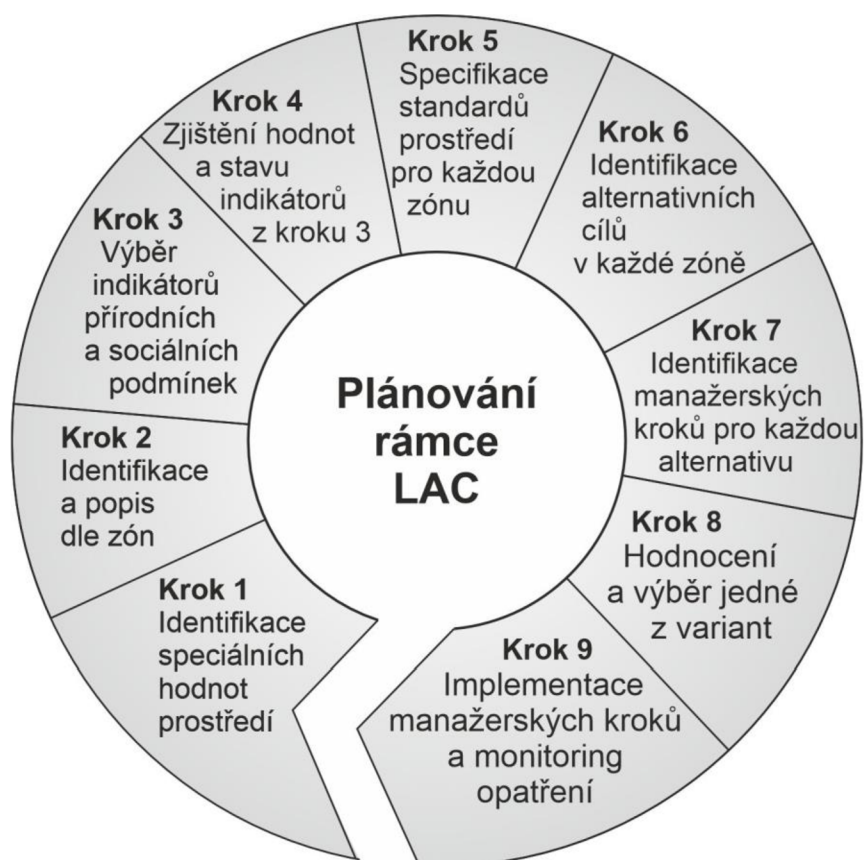 Plánování
rámce
LAC
Krok 1
Identifikace
speciálních
hodnot
prostředí
Krok 2
Identifikace
a popis
dle zón
Krok 3
Výběr
indikátorů
přírodních
a sociálních
podmínek
Krok 4
Zjištění hodnot
a stavu
indikátorů
z kroku 3
Krok 5
Specifikace
standardů
prostředí
pro každou
zónu
Krok 6
Identifikace
alternativních
cílů
v každé zóně
Krok 7
Identifikace
manažerských
kroků pro každou
alternativu
Krok 8
Hodnocení
a výběr jedné
z variant
Krok 9
Implementace
manažerských kroků
a monitoring
opatření